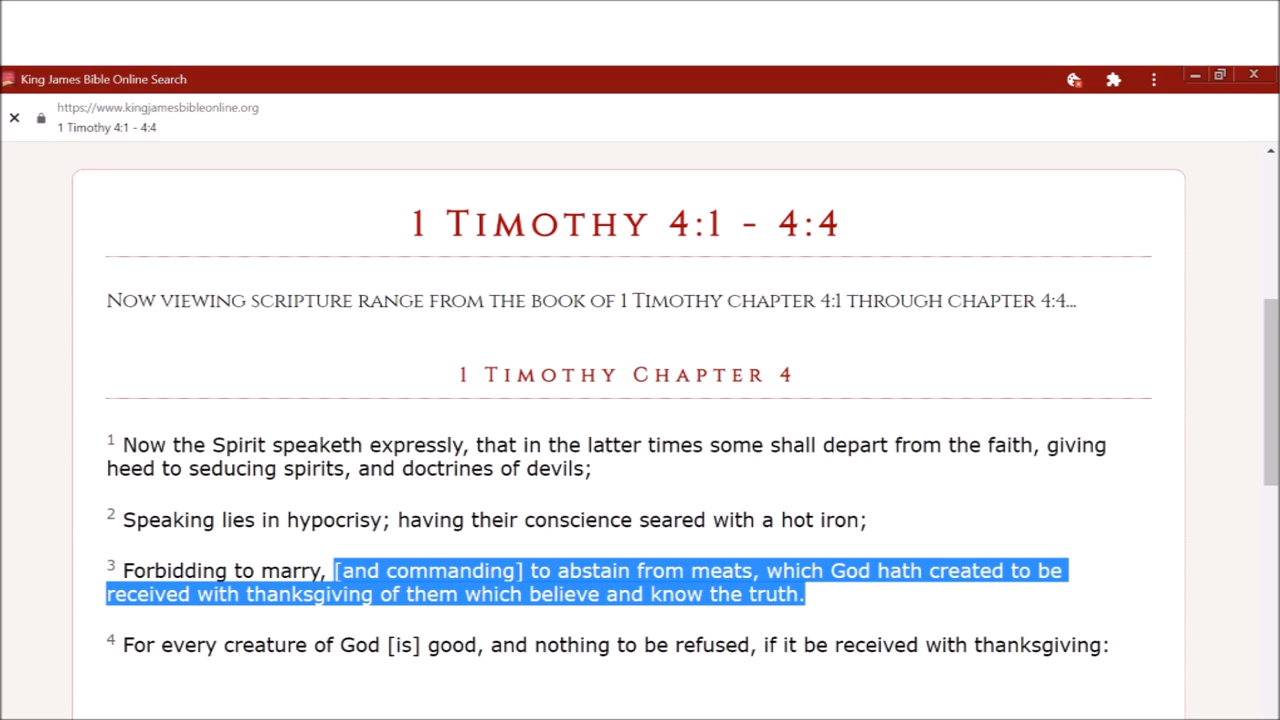 King James Bible Online Search
https://www.kingjamesbibleonline.org
1 Timothy 4:1 - 4:4
1 Timothy 4:1 - 4:4
Now viewing scripture range from the book of 1 Timothy chapter 4:1 through chapter 4:4...
1 Timothy Chapter 4
1 Now the Spirit speaketh expressly, that in the latter times some shall depart from the faith, giving
heed to seducing spirits, and doctrines of devils;
2 Speaking lies in hypocrisy; having their conscience seared with a hot iron;
3 Forbidding to marry, [and commanding] to abstain from meats, which God hath created to be
received with thanksgiving of them which believe and know the truth.
4 For every creature of God [is] good, and nothing to be refused, if it be received with thanksgiving: